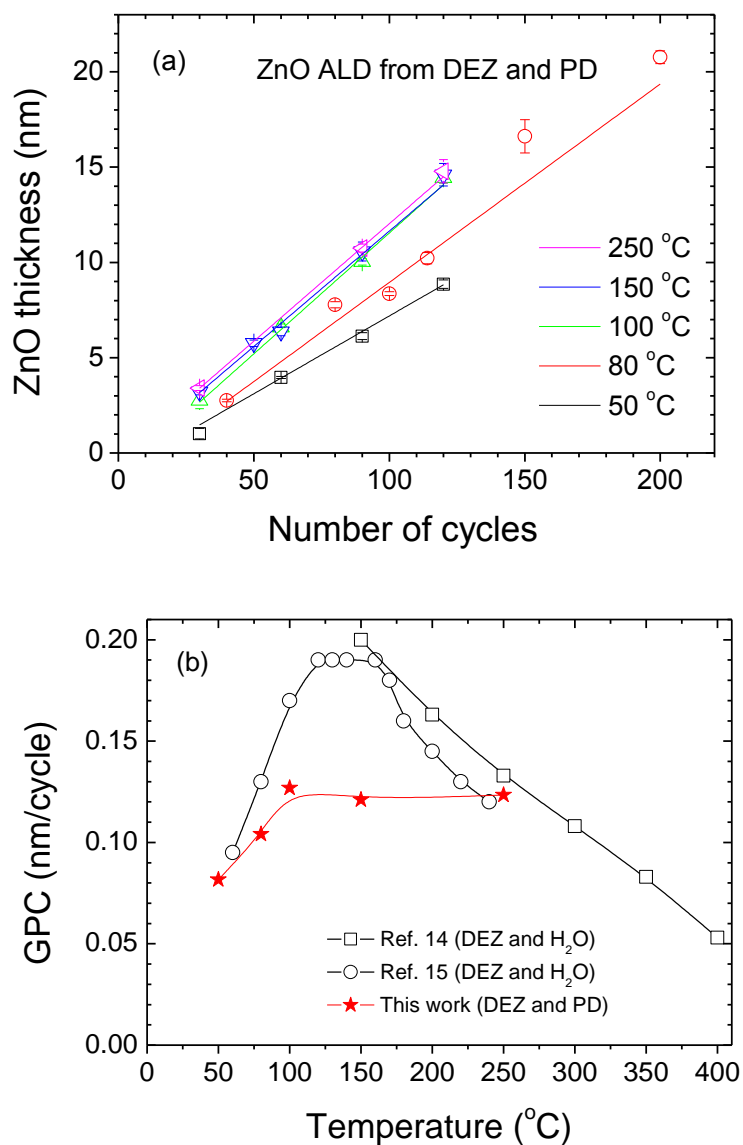 (a)
ZnO ALD from DEZ and PD
ZnO thickness (nm)
20
15
10
5
0
250 °C
150 °C
100 °C
80 °C
50 °C
0 50 100 150 200
Number of cycles
(b)
GPC (nm/cycle)
0.20
0.15
0.10
0.05
0.00
Ref. 14 (DEZ and H₂O)
Ref. 15 (DEZ and H₂O)
This work (DEZ and PD)
0 50 100 150 200 250 300 350 400
Temperature (°C)